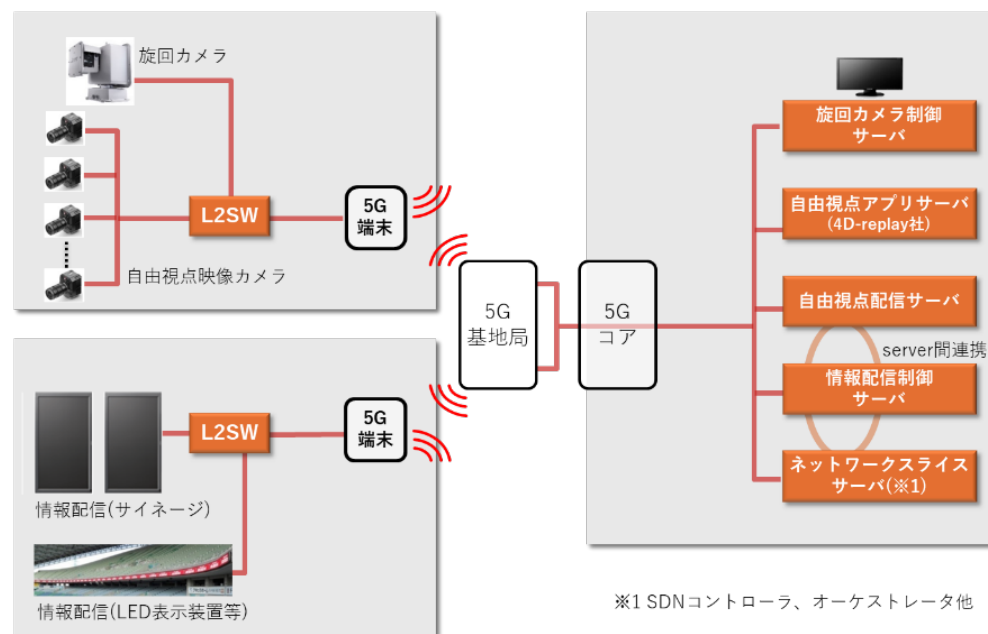 旋回カメラ
L2SW
5G
端末
自由視点映像カメラ
L2SW
5G
端末
情報配信(サイネージ)
情報配信(LED表示装置等)
5G
基地局
5G
コア
旋回カメラ制御
サーバ
自由視点アプリサーバ
(4D-replay社)
自由視点配信サーバ
server間連携
情報配信制御
サーバ
ネットワークスライス
サーバ(※1)
※1 SDNコントローラ、オーケストレータ他